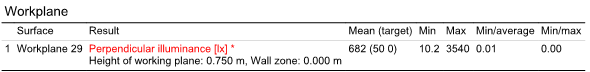 Workplane
Surface Result Mean (target) Min Max Min/average Min/max
1 Workplane 29 Perpendicular illuminance [lx] * 682 (50 0) 10.2 3540 0.01 0.00
Height of working plane: 0.750 m, Wall zone: 0.000 m